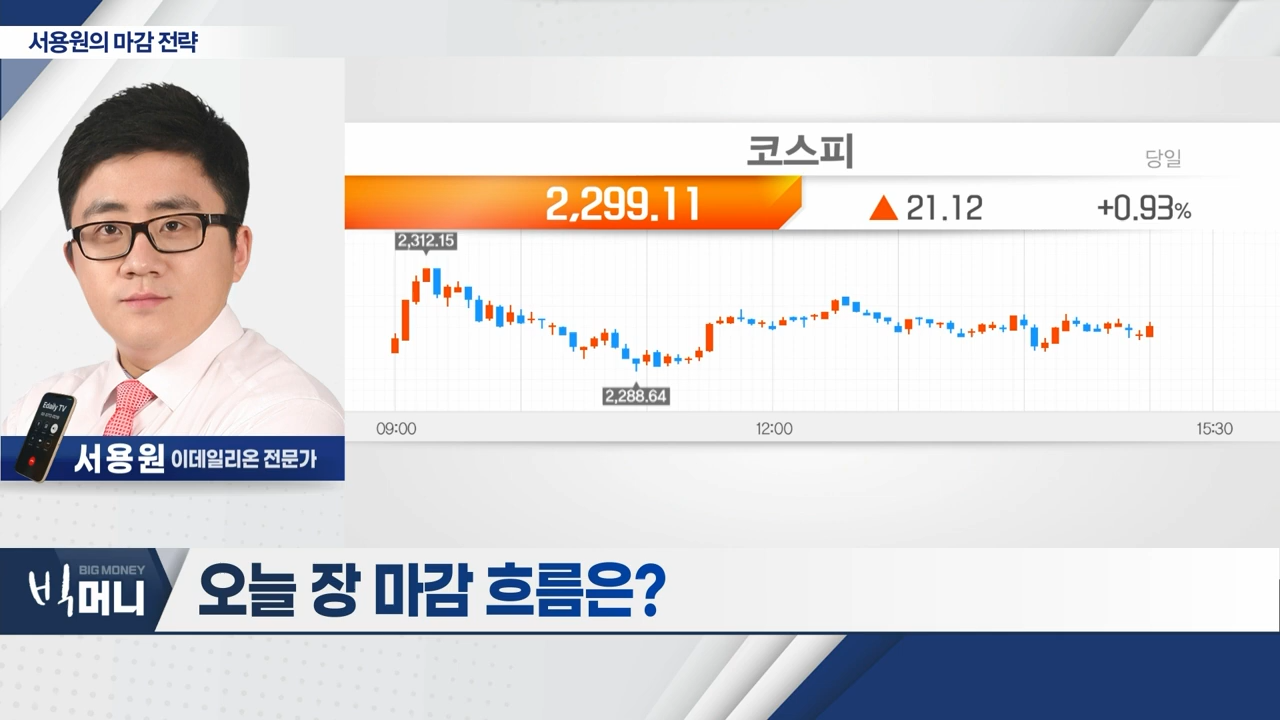 서용원의 마감 전략
코스피
당일
2,299.11 ▲ 21.12 +0.93%
2,312.15
2,288.64
09:00 12:00 15:30
Edaily TV
서용원 이데일리온 전문가
BIG MONEY
빅머니
오늘 장 마감 흐름은?